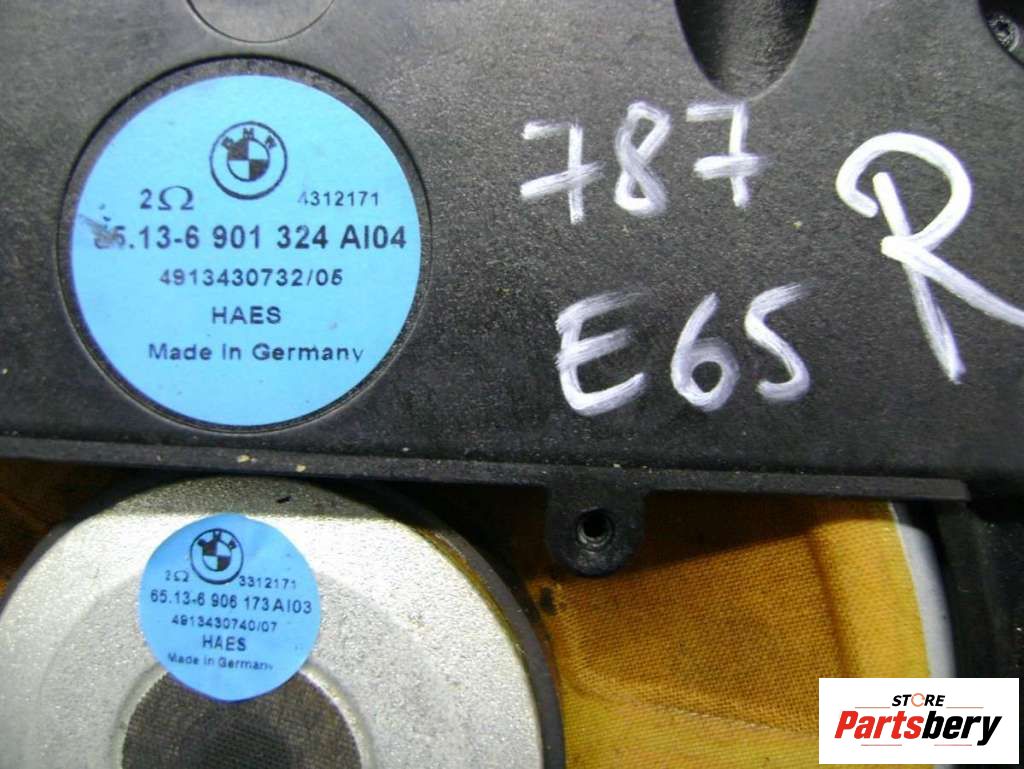 BMW
2Ω 4312171
65.13-6 901 324 AI04
4913430732/05
HAES
Made in Germany
787
E65
R
BMW
2Ω 3312171
65.13-6 906 173 AI03
4913430740/07
HAES
Made in Germany
STORE
Partsbery